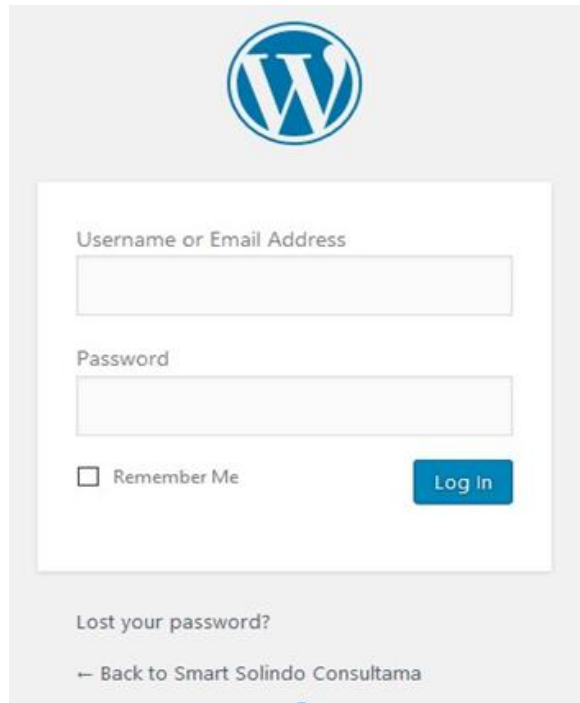 Username or Email Address
Password
Remember Me
Log In
Lost your password?
← Back to Smart Solindo Consultama